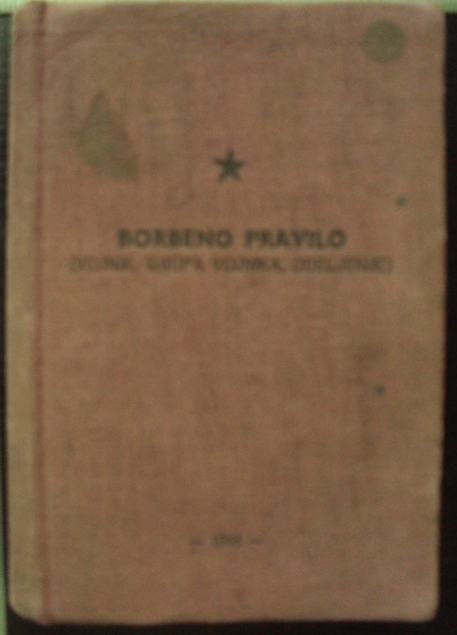 BORBENO PRAVILO
(VOJNIK, GRUPA VOJNIKA, ODELJENJE)